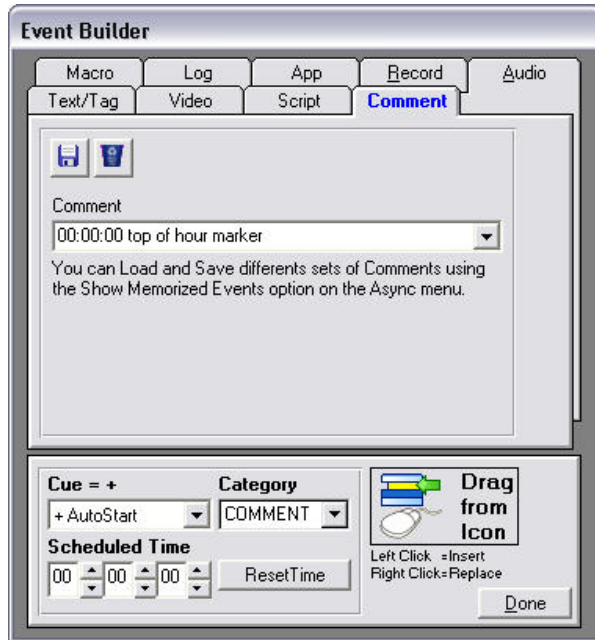 Event Builder
Macro Log App Record Audio
Text/Tag Video Script Comment
Comment
00:00:00 top of hour marker
You can Load and Save differents sets of Comments using
the Show Memorized Events option on the Async menu.
Cue = + Category
+ AutoStart COMMENT
Scheduled Time
00 00 00 ResetTime
Drag
from
Icon
Left Click =Insert
Right Click=Replace
Done